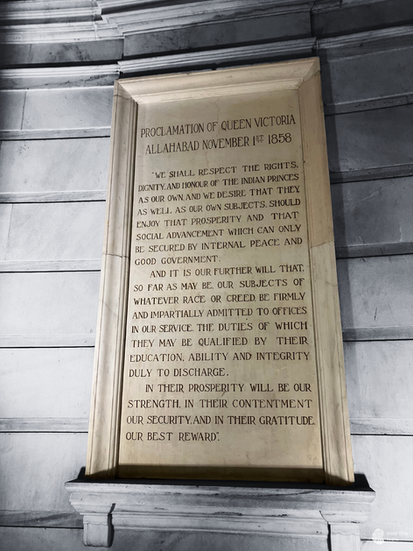 PROCLAMATION OF QUEEN VICTORIA
ALLAHABAD NOVEMBER 1ST 1858
"WE SHALL RESPECT THE RIGHTS,
DIGNITY, AND HONOUR OF THE INDIAN PRINCES
AS OUR OWN, AND WE DESIRE THAT THEY,
AS WELL AS OUR OWN SUBJECTS, SHOULD
ENJOY THAT PROSPERITY AND THAT
SOCIAL ADVANCEMENT WHICH CAN ONLY
BE SECURED BY INTERNAL PEACE AND
GOOD GOVERNMENT.
AND IT IS OUR FURTHER WILL THAT,
SO FAR AS MAY BE, OUR SUBJECTS OF
WHATEVER RACE OR CREED BE FIRMLY
AND IMPARTIALLY ADMITTED TO OFFICES
IN OUR SERVICE, THE DUTIES OF WHICH
THEY MAY BE QUALIFIED BY THEIR
EDUCATION, ABILITY AND INTEGRITY
DULY TO DISCHARGE.
IN THEIR PROSPERITY WILL BE OUR
STRENGTH, IN THEIR CONTENTMENT
OUR SECURITY, AND IN THEIR GRATITUDE
OUR BEST REWARD".